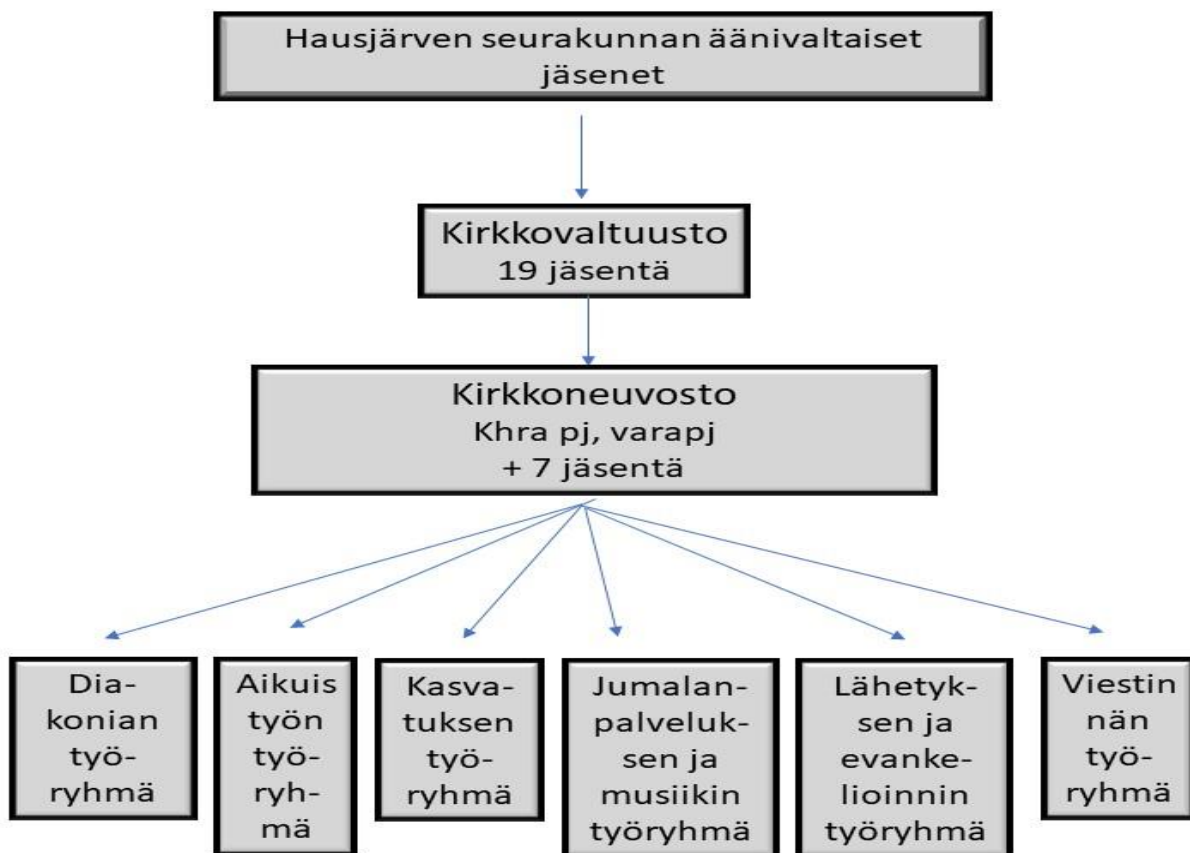 Hausjärven seurakunnan äänivaltaiset
jäsenet
Kirkkovaltuusto
19 jäsentä
Kirkkoneuvosto
Khra pj, varapj
+ 7 jäsentä
Dia-
konian
työ-
ryhmä
Aikuis
työn
työ-
ryh-
mä
Kasva-
tuksen
työ-
ryhmä
Jumalan-
palveluk-
sen ja
musiikin
työryhmä
Lähetyk-
sen ja
evanke-
lioinnin
työryhmä
Viestin
nän
työ-
ryhmä